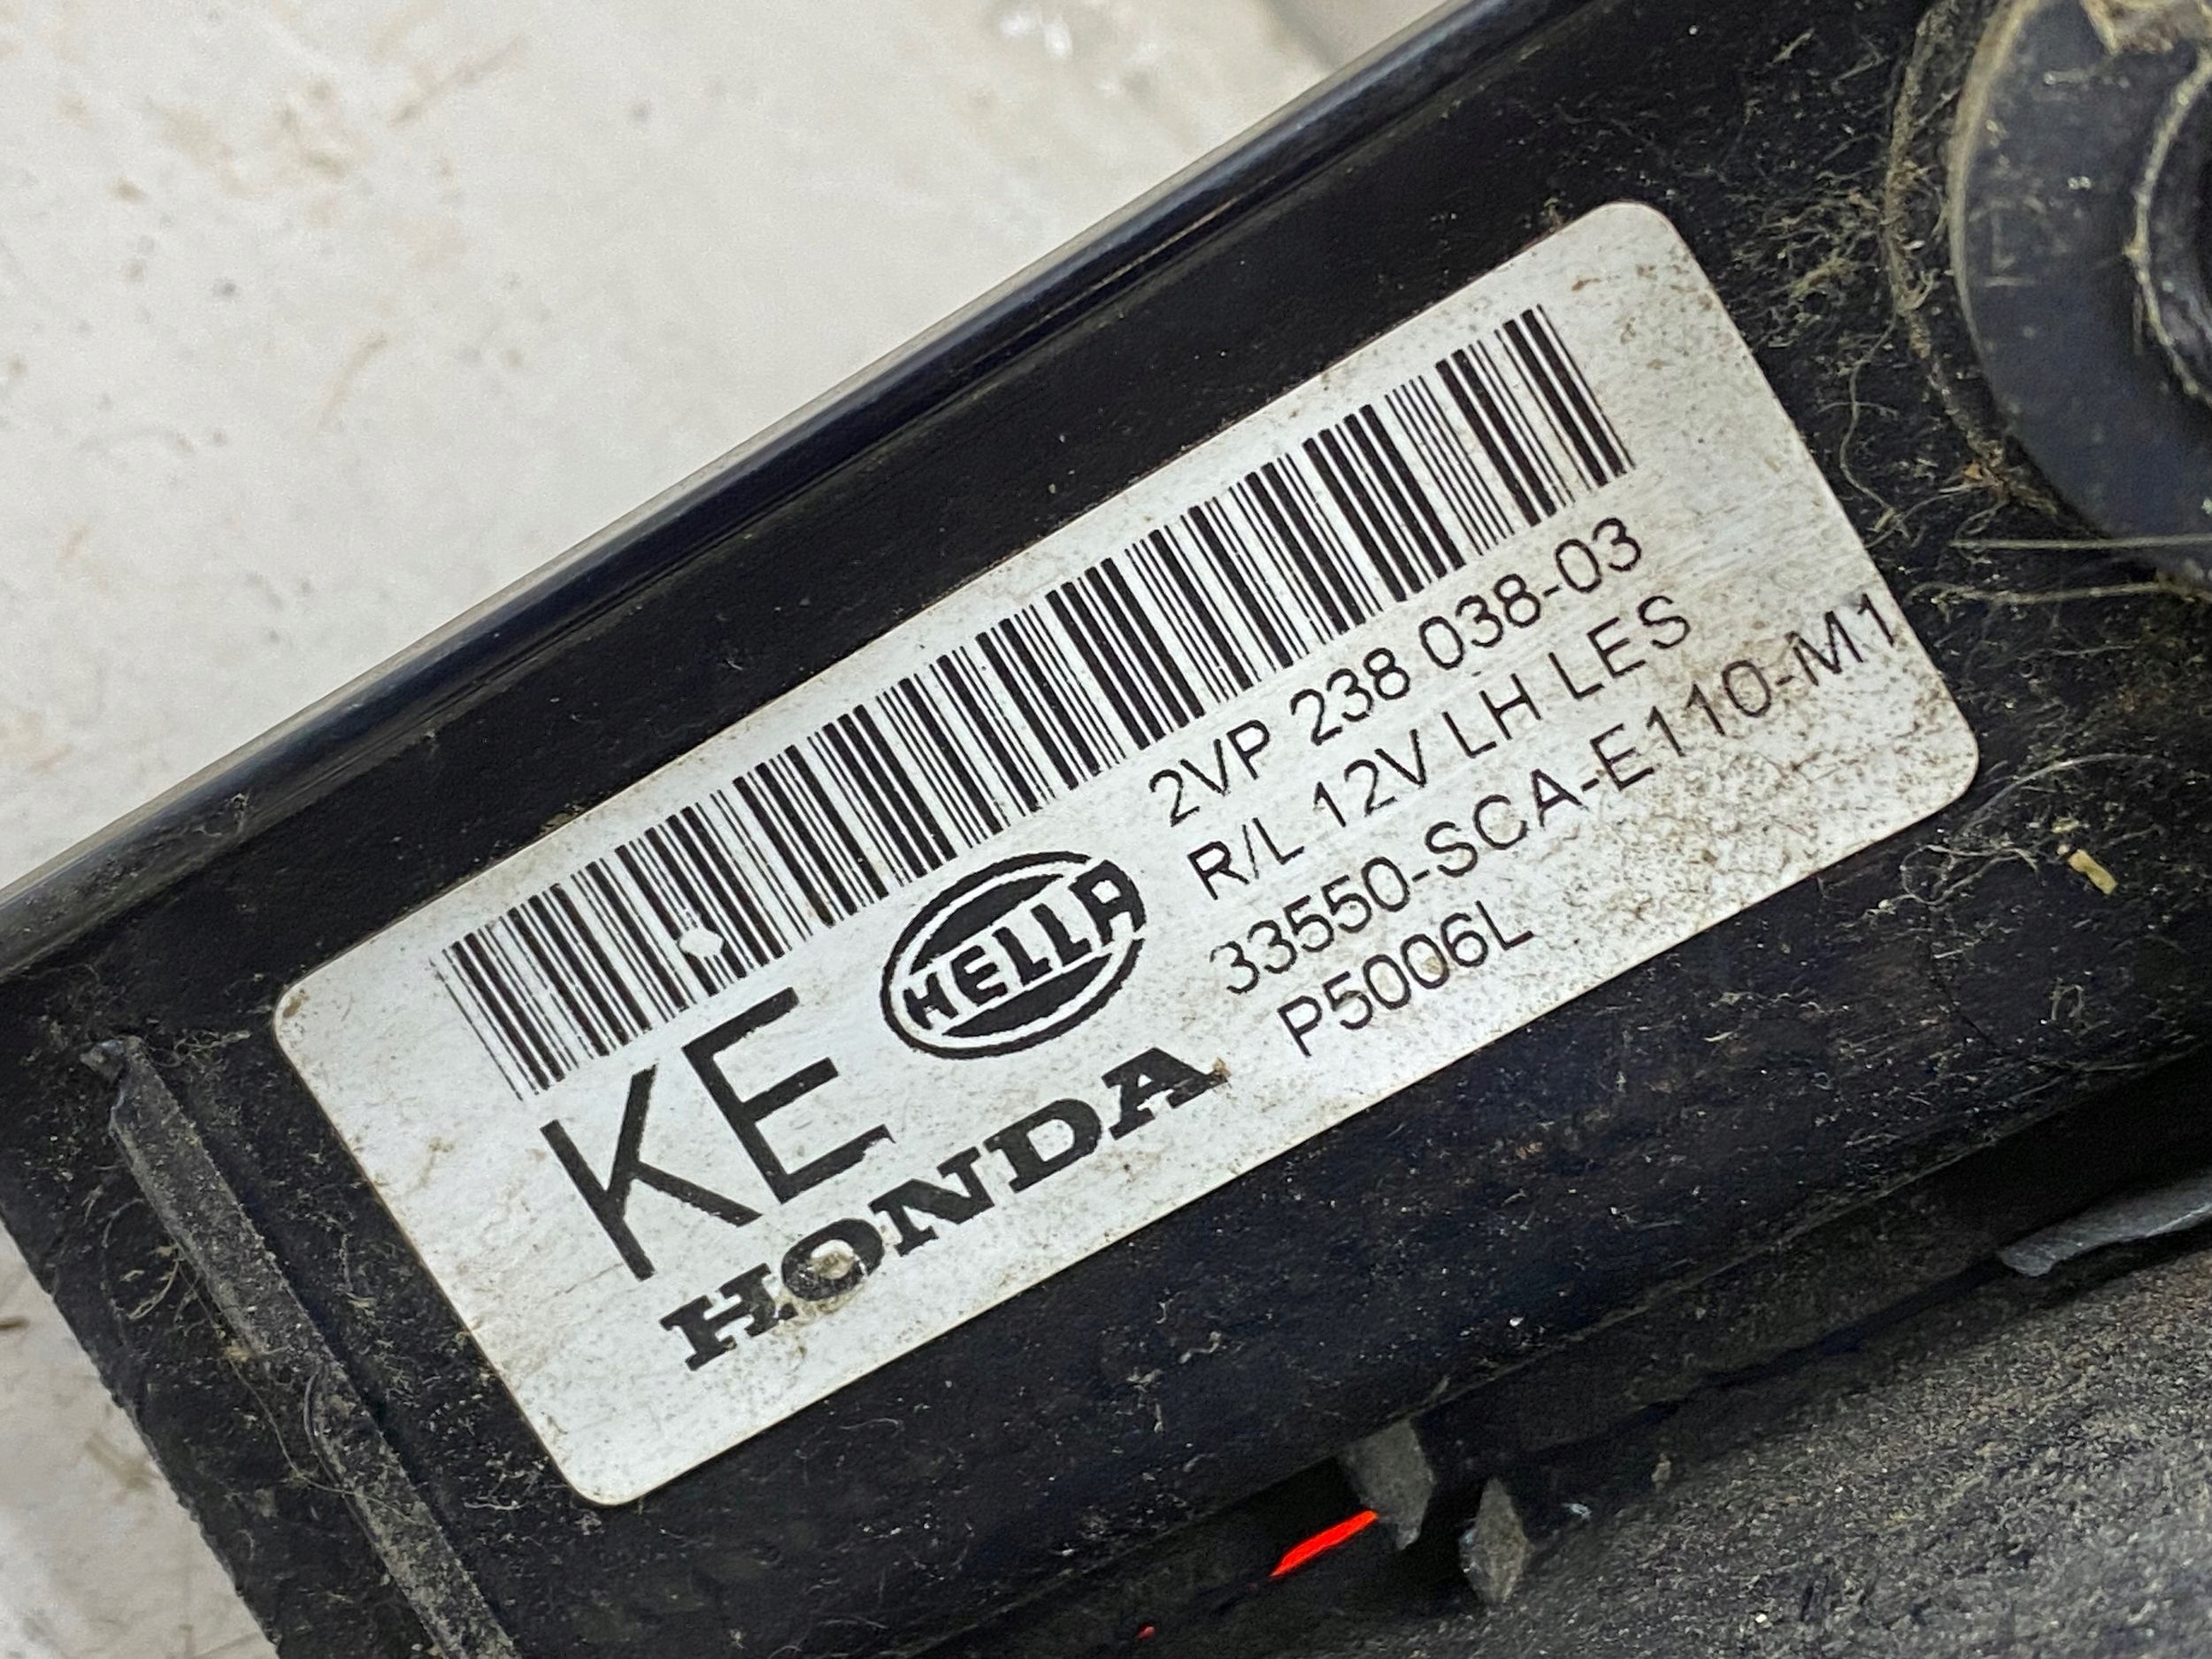 2VP 238 038-03
R/L 12V LH LES
33550-SCA-E110-M1
P5006L
KE
HELLA
HONDA